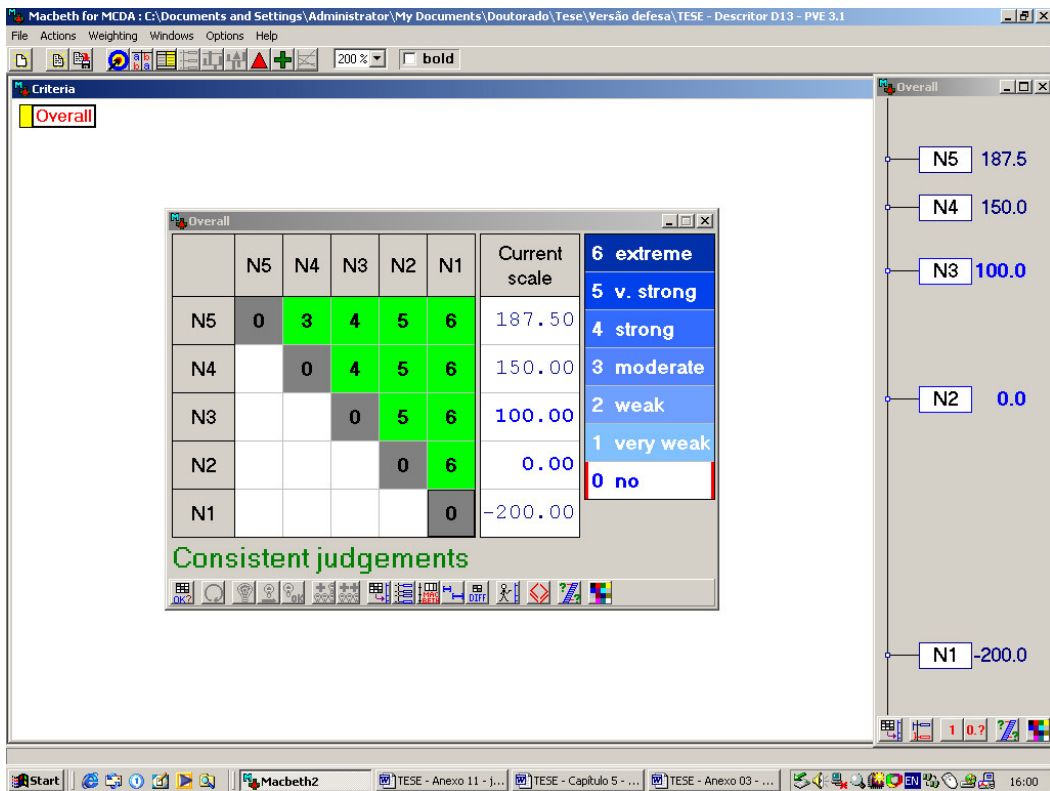 Macbeth for MCDA : C:\Documents and Settings\Administrator\My Documents\Doutorado\Tese\Versão defesa\TESE - Descritor D13 - PVE 3.1
File Actions Weighting Windows Options Help
200 % bold
Criteria
Overall
Overall
N5 N4 N3 N2 N1 Current scale
N5 0 3 4 5 6 187.50
N4 0 4 5 6 150.00
N3 0 5 6 100.00
N2 0 6 0.00
N1 0 -200.00
6 extreme
5 v. strong
4 strong
3 moderate
2 weak
1 very weak
0 no
Consistent judgements
Overall
N5 187.5
N4 150.0
N3 100.0
N2 0.0
N1 -200.0
1 0.?
Start Macbeth2 TESE - Anexo 11 - j... TESE - Capítulo 5 - ... TESE - Anexo 03 - ... EN 16:00